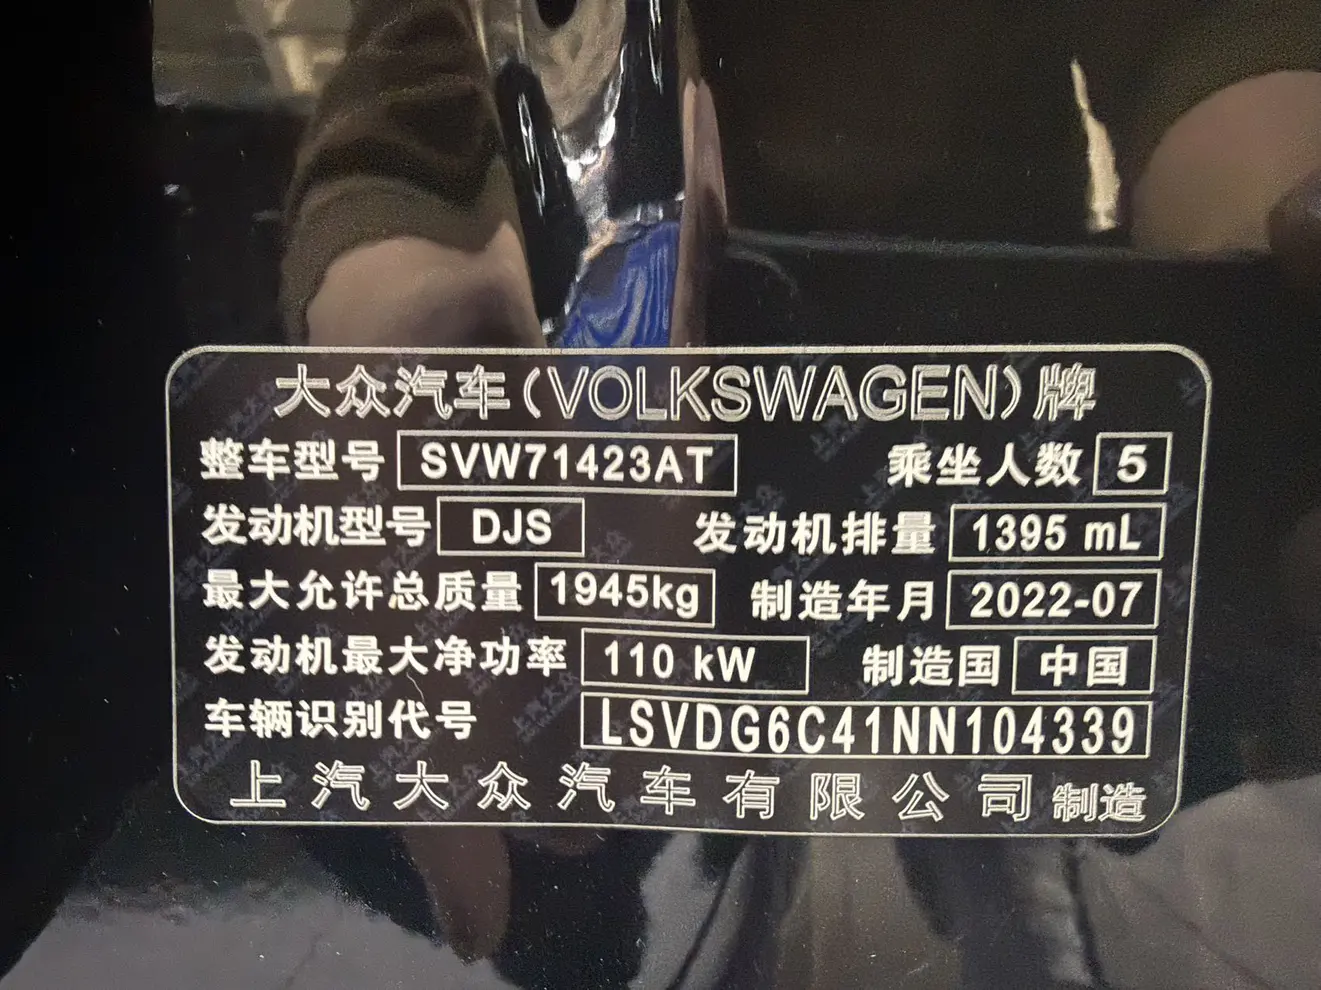 大众汽车(VOLKSWAGEN)牌
整车型号 SVW71423AT 乘坐人数 5
发动机型号 DJS 发动机排量 1395 mL
最大允许总质量 1945kg 制造年月 2022-07
发动机最大净功率 110 kW 制造国 中国
车辆识别代号 LSVDG6C41NN104339
上汽大众汽车有限公司 制造